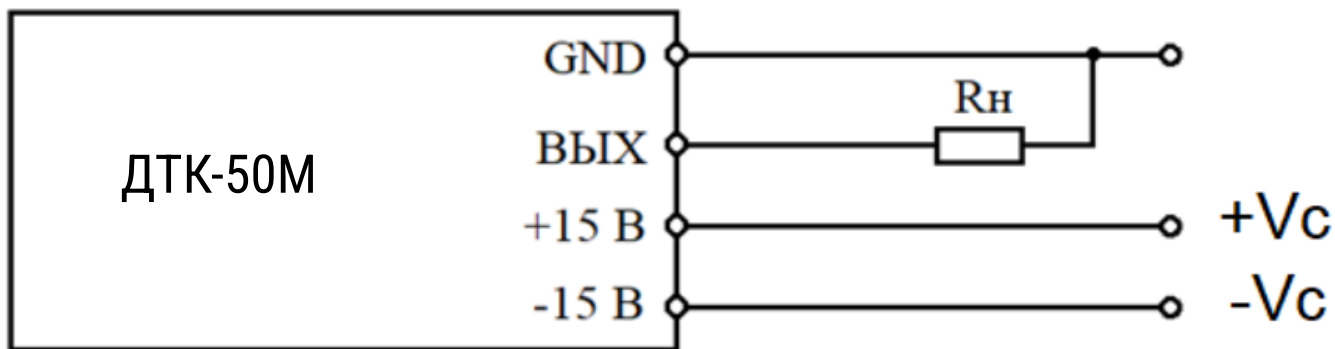 GND
Rн
ВЫХ
ДТК-50М
+15 В
+Vc
-15 В
-Vc